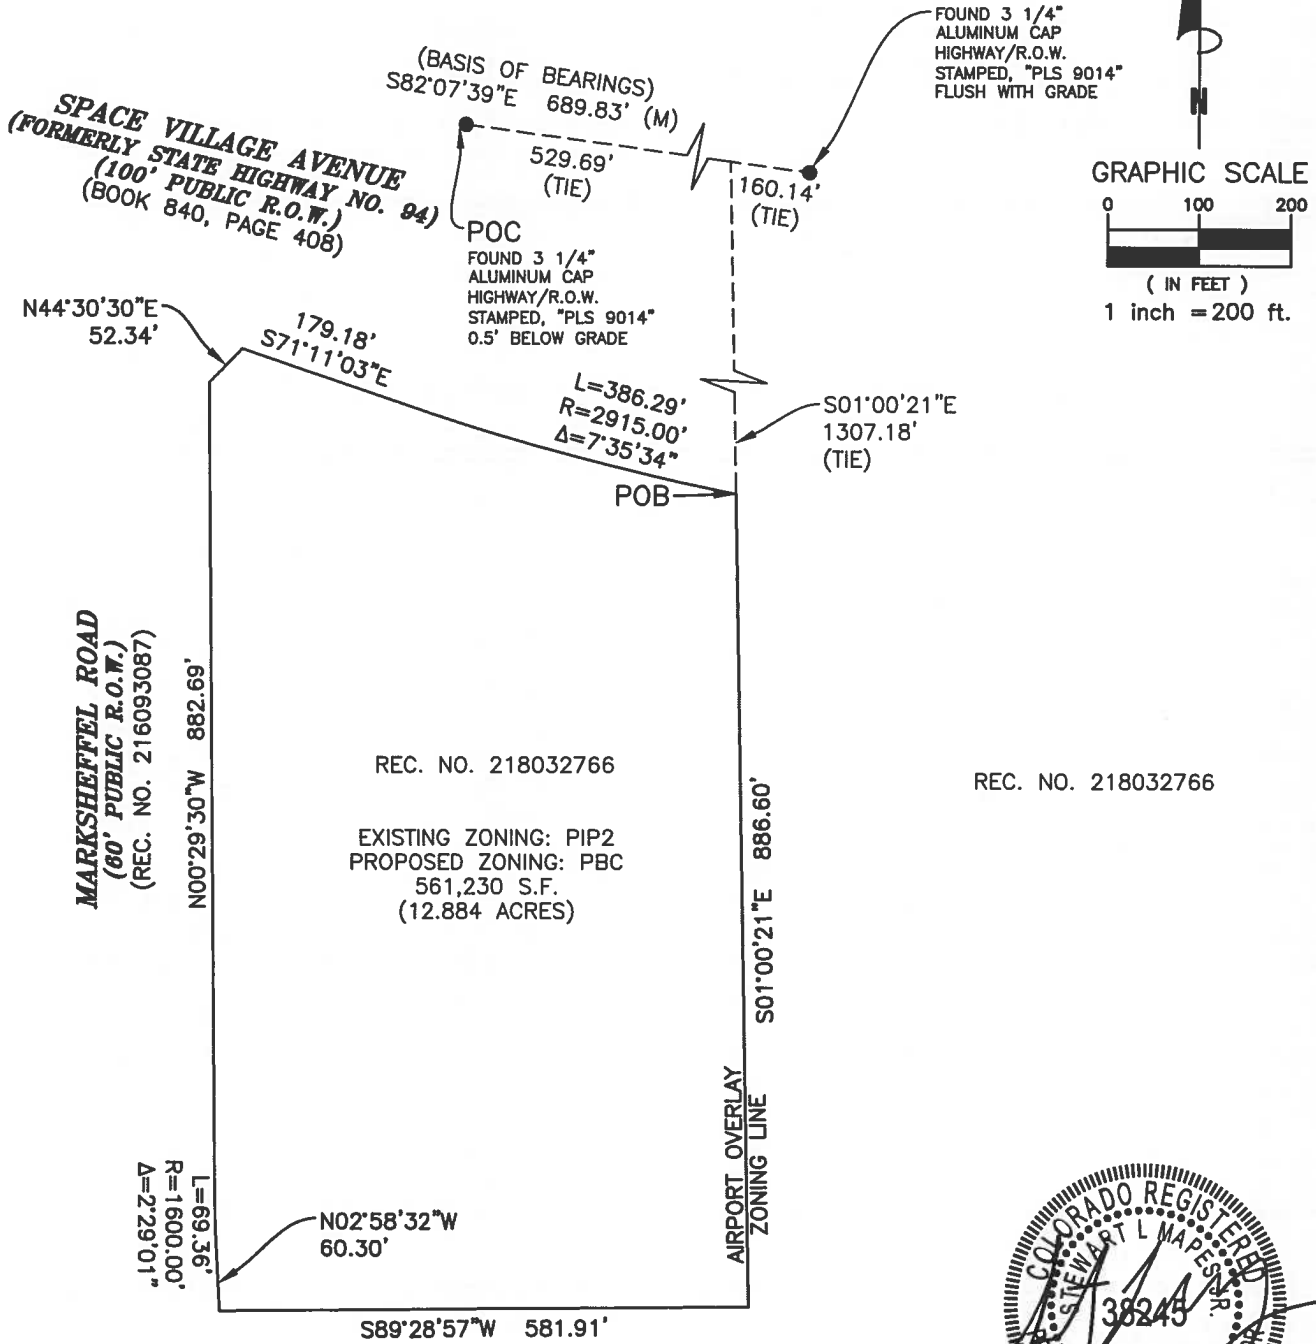 FOUND 3 1/4"
ALUMINUM CAP
HIGHWAY/R.O.W.
STAMPED, "PLS 9014"
FLUSH WITH GRADE
N
GRAPHIC SCALE
0 100 200
( IN FEET )
1 inch = 200 ft.
(BASIS OF BEARINGS)
S82°07'39"E 689.83' (M)
529.69'
(TIE)
160.14'
(TIE)
SPACE VILLAGE AVENUE
(FORMERLY STATE HIGHWAY NO. 94)
(100' PUBLIC R.O.W.)
(BOOK 840, PAGE 408)
POC
FOUND 3 1/4"
ALUMINUM CAP
HIGHWAY/R.O.W.
STAMPED, "PLS 9014"
0.5' BELOW GRADE
N44°30'30"E
52.34'
179.18'
S71°11'03"E
L=386.29'
R=2915.00'
Δ=7°35'34"
S01°00'21"E
1307.18'
(TIE)
POB
MARKSHEFFEL ROAD
(60' PUBLIC R.O.W.)
(REC. NO. 216093087)
N00°29'30"W 882.69'
REC. NO. 218032766
EXISTING ZONING: PIP2
PROPOSED ZONING: PBC
561,230 S.F.
(12.884 ACRES)
REC. NO. 218032766
S01°00'21"E 886.60'
AIRPORT OVERLAY
ZONING LINE
L=69.36'
R=1600.00'
Δ=2°29'01"
N02°58'32"W
60.30'
S89°28'57"W 581.91'
COLORADO REGISTERED
STEWART L MAPES JR.
38245